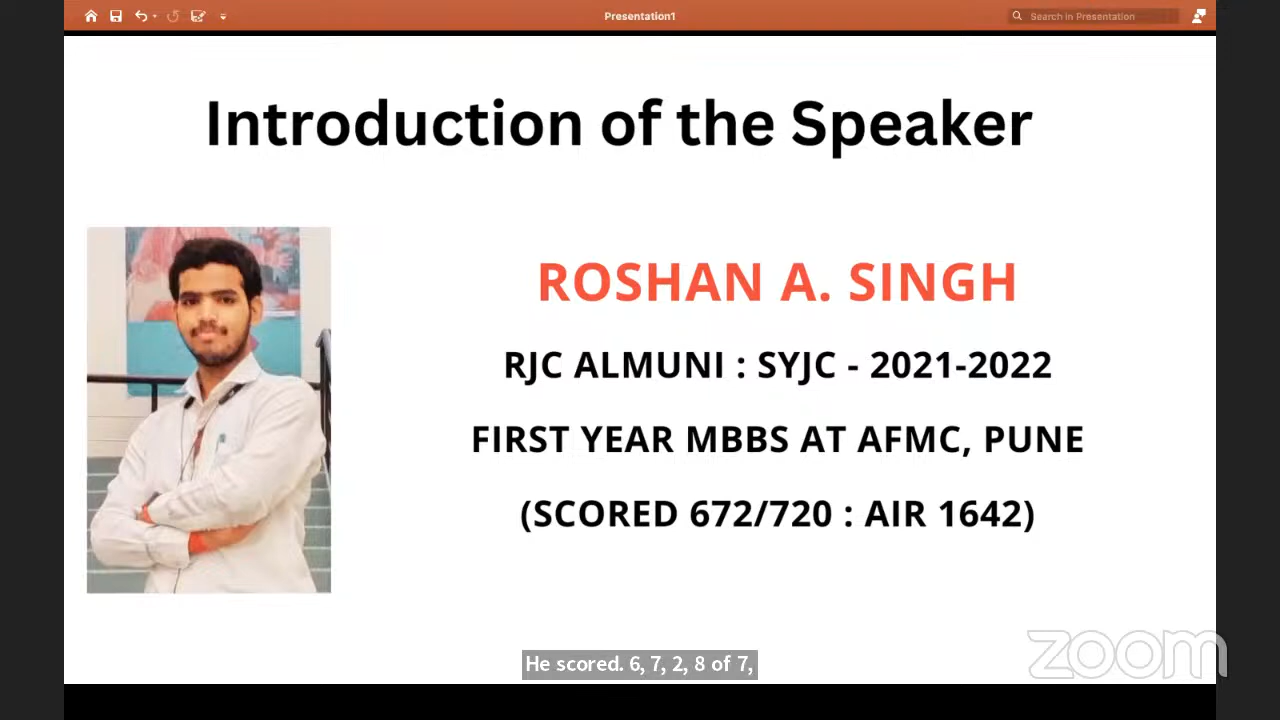 Presentation1
Search in Presentation
Introduction of the Speaker
ROSHAN A. SINGH
RJC ALMUNI : SYJC - 2021-2022
FIRST YEAR MBBS AT AFMC, PUNE
(SCORED 672/720 : AIR 1642)
He scored. 6, 7, 2, 8 of 7,
zoom